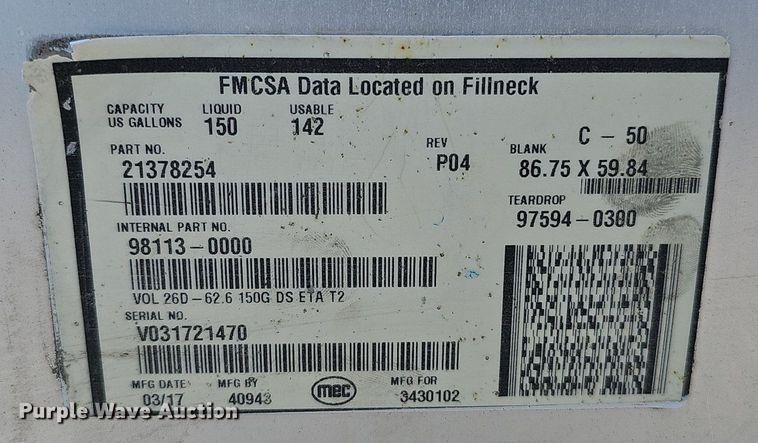 FMCSA Data Located on Fillneck
CAPACITY LIQUID USABLE
US GALLONS 150 142
C - 50
PART NO. REV BLANK
21378254 P04 86.75 X 59.84
TEARDROP
97594-0300
INTERNAL PART NO.
98113-0000
VOL 26D-62.6 150G DS ETA T2
SERIAL NO.
V031721470
MFG DATE MFG BY mec MFG FOR
03/17 40943 3430102
Purple Wave Auction